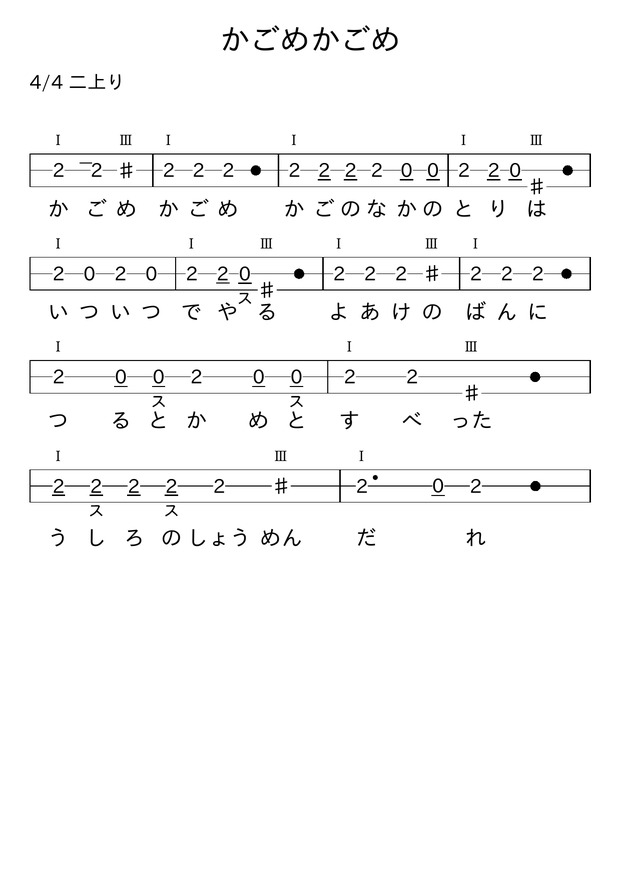 かごめかごめ
4/4 二上り
I III I I I III
2 2 ♯ 2 2 2 ● 2 2 2 2 0 0 2 2 0 ♯ ●
か ご め か ご め か ご の な か の と り は
I I III I III I
2 0 2 0 2 2 0 ♯ ● 2 2 2 ♯ 2 2 2 ●
ス
い つ い つ で や る よ あ け の ば ん に
I I III
2 0 0 2 0 0 2 2 ♯ ●
ス ス
つ る と か め と す べ った
I III I
2 2 2 2 2 ♯ 2• 0 2 ●
ス ス
う し ろ の しょう めん だ れ